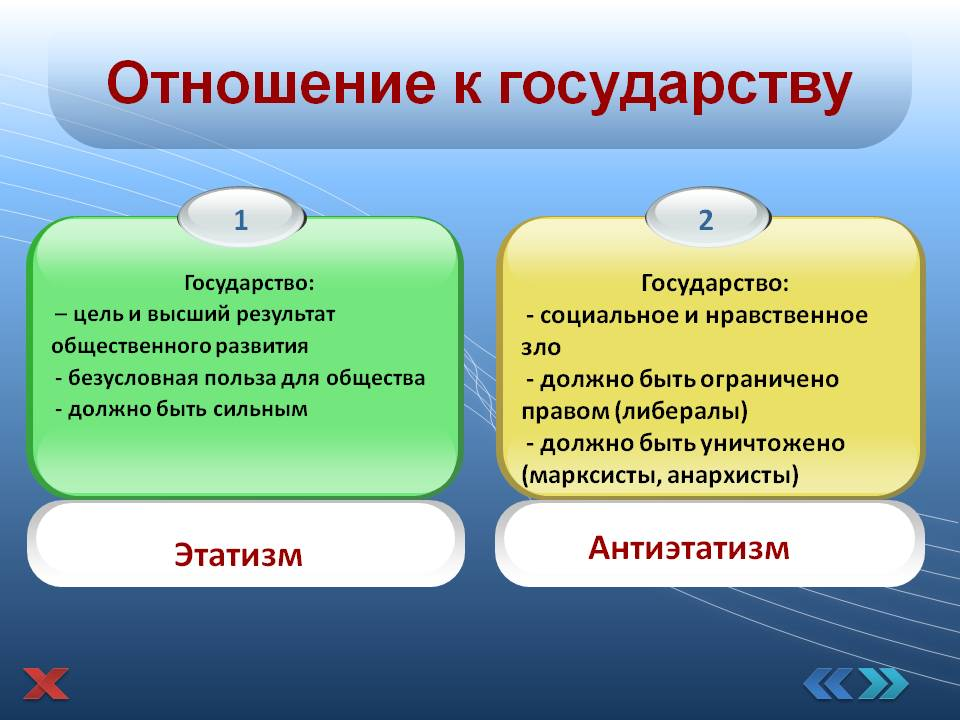 Отношение к государству
1
Государство:
– цель и высший результат
общественного развития
- безусловная польза для общества
- должно быть сильным
Этатизм
2
Государство:
- социальное и нравственное
зло
- должно быть ограничено
правом (либералы)
- должно быть уничтожено
(марксисты, анархисты)
Антиэтатизм